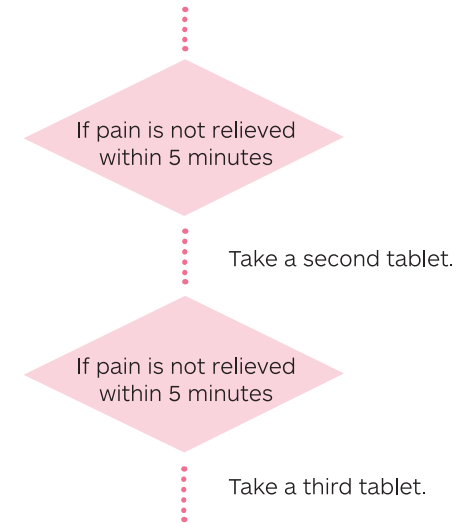 If pain is not relieved
within 5 minutes
Take a second tablet.
If pain is not relieved
within 5 minutes
Take a third tablet.